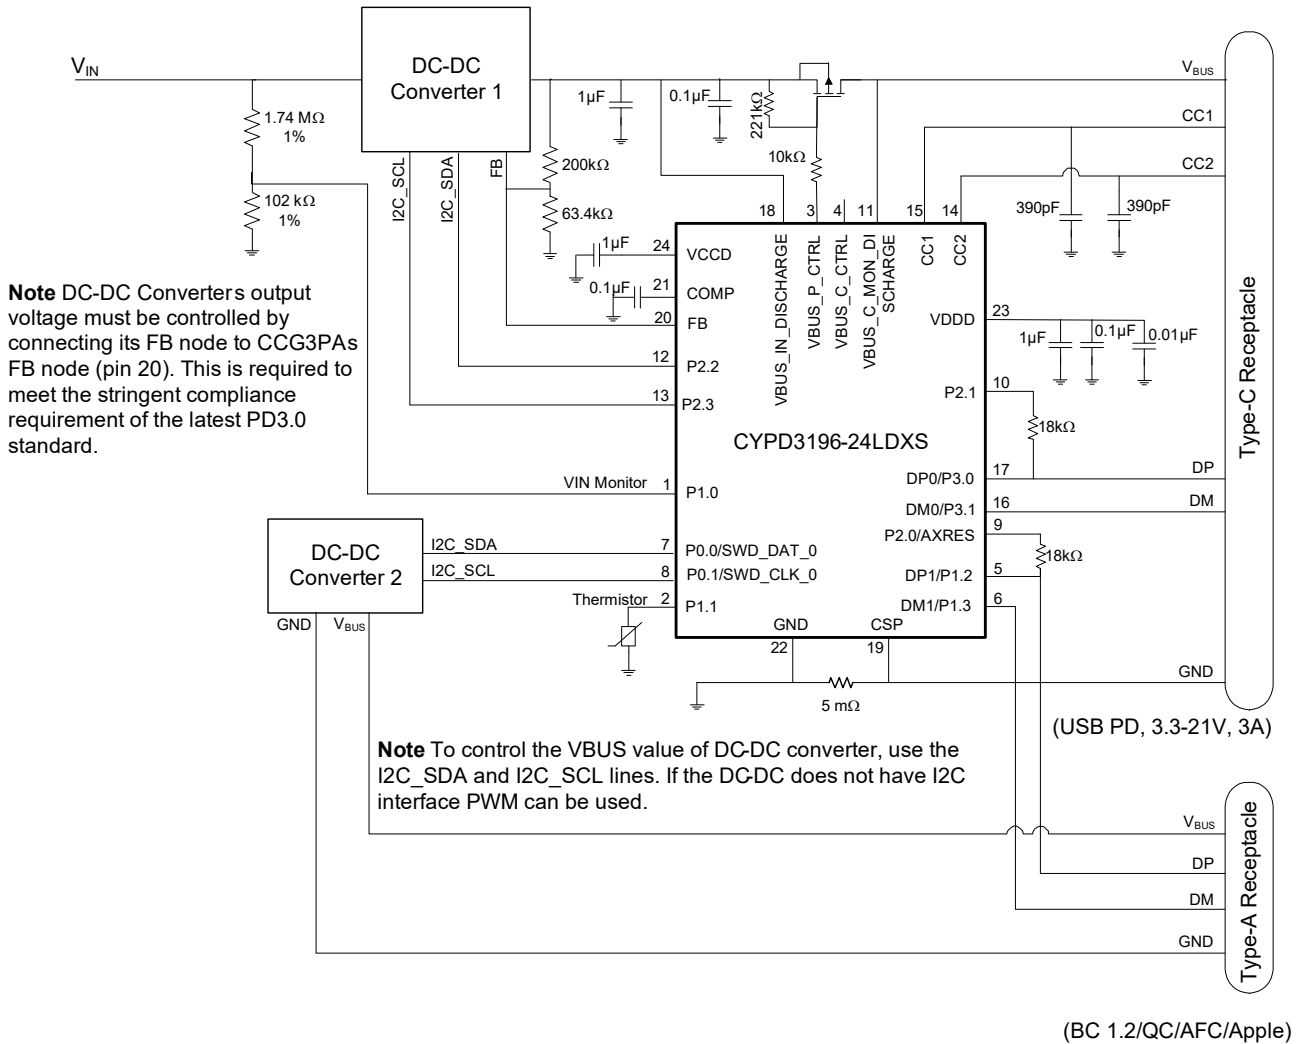 V_IN
DC-DC
Converter 1
1.74 MΩ
1%
102 kΩ
1%
I2C_SCL
I2C_SDA
FB
200kΩ
63.4kΩ
1µF
0.1µF
221kΩ
10kΩ
V_BUS
CC1
CC2
390pF
390pF
18
3
4
11
15
14
VBUS_IN_DISCHARGE
VBUS_P_CTRL
VBUS_C_CTRL
VBUS_C_MON_DI
SCHARGE
CC1
CC2
1µF
24
VCCD
0.1µF
21
COMP
20
FB
12
P2.2
13
P2.3
VIN Monitor
1
P1.0
7
P0.0/SWD_DAT_0
8
P0.1/SWD_CLK_0
Thermistor
2
P1.1
CYPD3196-24LDXS
VDDD
23
1µF
0.1µF
0.01µF
P2.1
10
18kΩ
DP0/P3.0
17
DP
DM0/P3.1
16
DM
P2.0/AXRES
9
18kΩ
DP1/P1.2
5
DM1/P1.3
6
GND
22
CSP
19
5 mΩ
GND
Type-C Receptacle
(USB PD, 3.3-21V, 3A)
Note DC-DC Converters output
voltage must be controlled by
connecting its FB node to CCG3PAs
FB node (pin 20). This is required to
meet the stringent compliance
requirement of the latest PD3.0
standard.
DC-DC
Converter 2
I2C_SDA
I2C_SCL
GND
V_BUS
Note To control the VBUS value of DC-DC converter, use the
I2C_SDA and I2C_SCL lines. If the DC-DC does not have I2C
interface PWM can be used.
V_BUS
DP
DM
GND
Type-A Receptacle
(BC 1.2/QC/AFC/Apple)